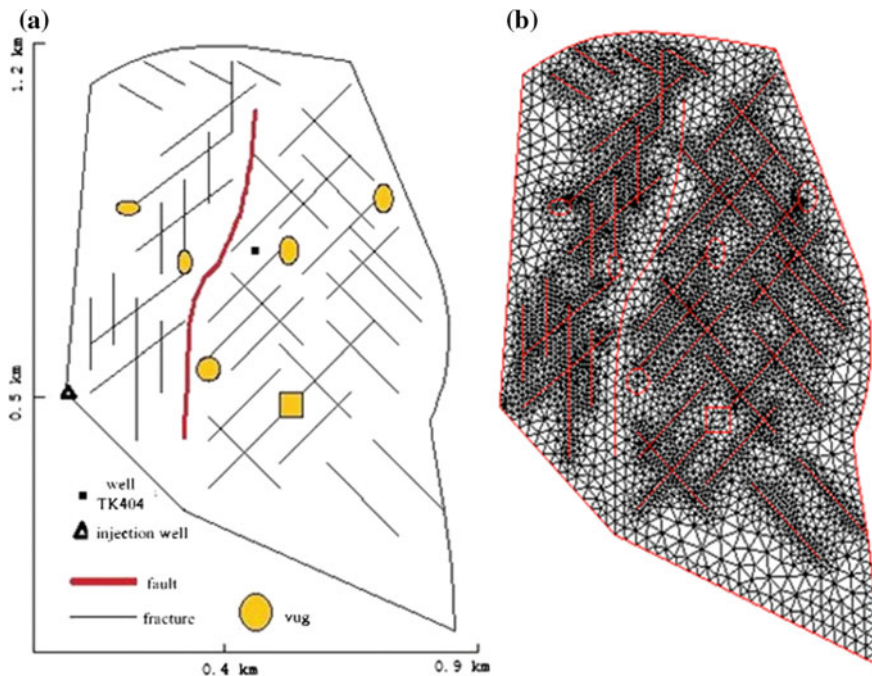 (a)
(b)
1.2 km
0.5 km
well
TK404
injection well
fault
fracture
vug
0.4 km
0.9 km